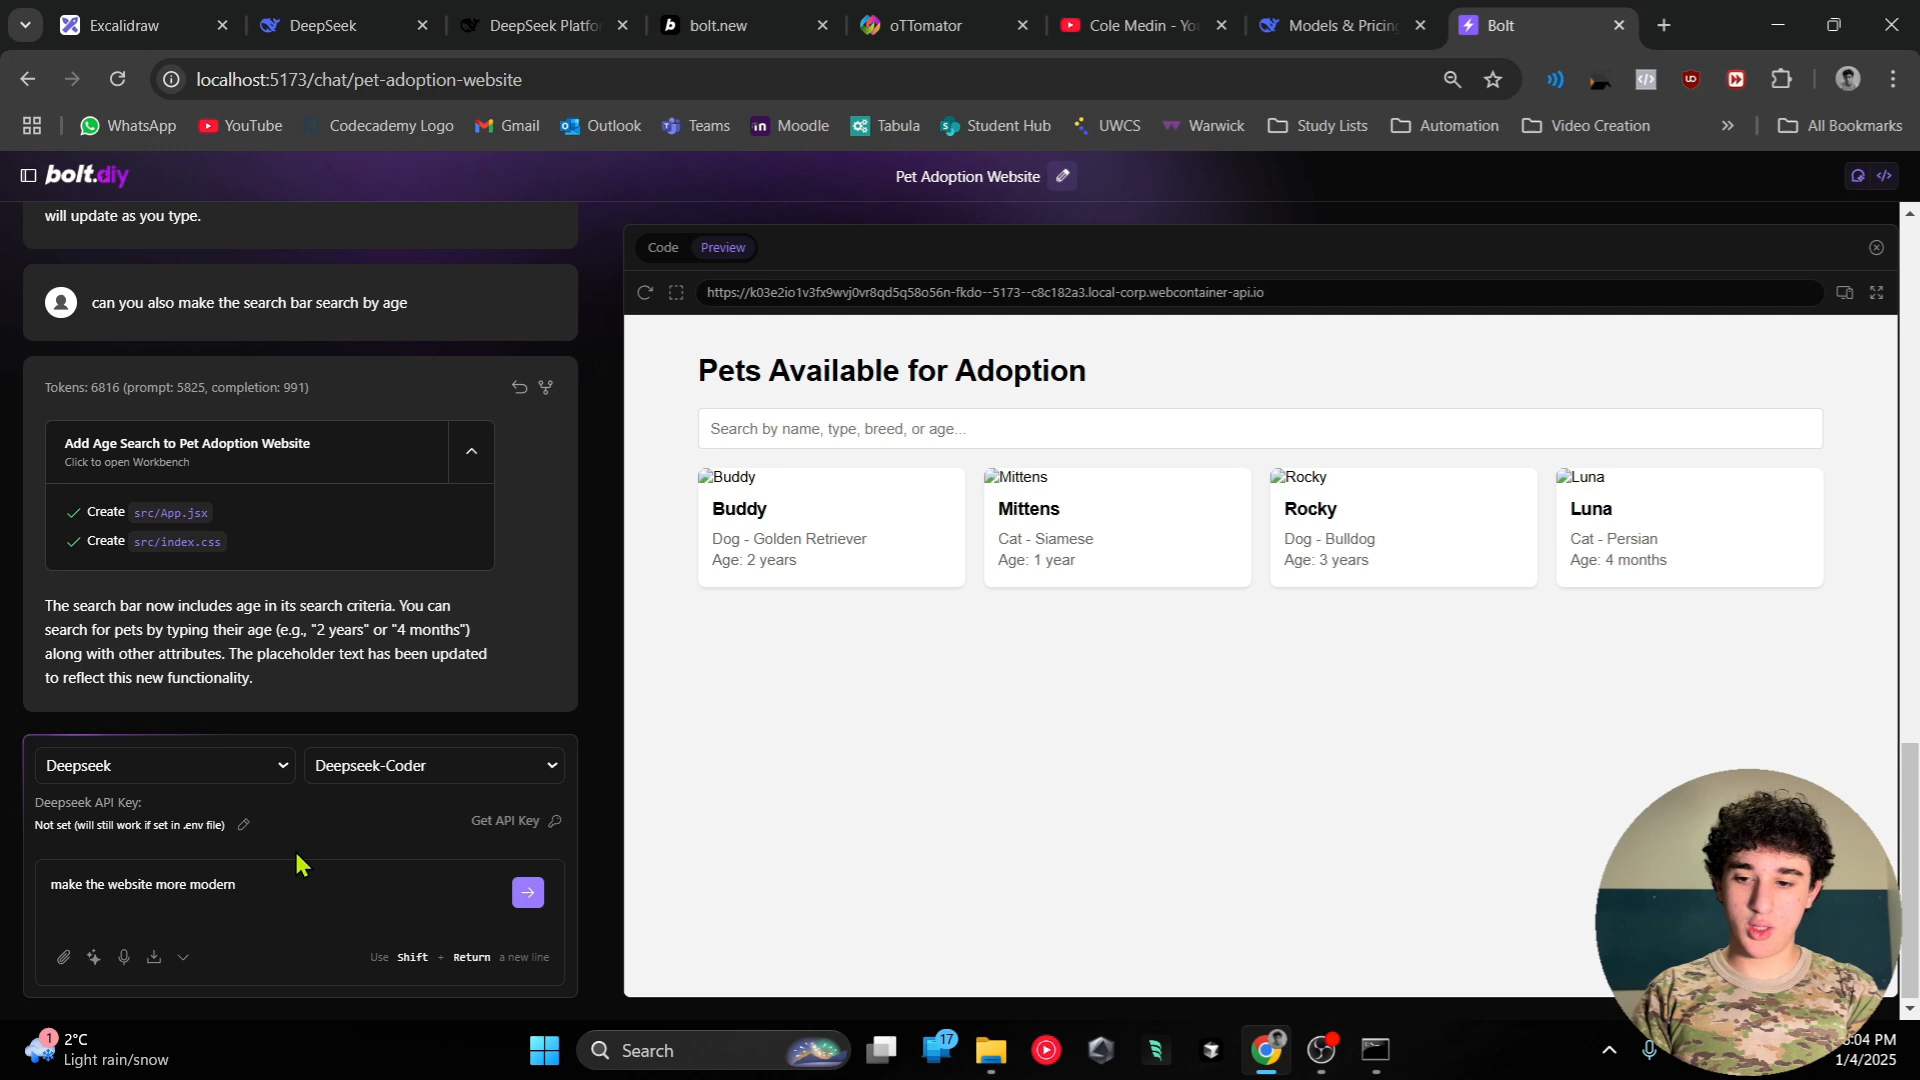 Excalidraw
DeepSeek
DeepSeek Platfo
bolt.new
oTTomator
Cole Medin - Yo
Models & Pricing
Bolt
localhost:5173/chat/pet-adoption-website
WhatsApp
YouTube
Codecademy Logo
Gmail
Outlook
Teams
Moodle
Tabula
Student Hub
UWCS
Warwick
Study Lists
Automation
Video Creation
All Bookmarks
bolt.diy
Pet Adoption Website
will update as you type.
can you also make the search bar search by age
Tokens: 6816 (prompt: 5825, completion: 991)
Add Age Search to Pet Adoption Website
Click to open Workbench
Create src/App.jsx
Create src/index.css
The search bar now includes age in its search criteria. You can
search for pets by typing their age (e.g., "2 years" or "4 months")
along with other attributes. The placeholder text has been updated
to reflect this new functionality.
Deepseek
Deepseek-Coder
Deepseek API Key:
Not set (will still work if set in .env file)
Get API Key
make the website more modern
Use Shift + Return a new line
Code
Preview
https://k03e2io1v3fx9wvj0vr8qd5q58o56n-fkdo--5173--c8c182a3.local-corp.webcontainer-api.io
Pets Available for Adoption
Search by name, type, breed, or age...
Buddy
Buddy
Dog - Golden Retriever
Age: 2 years
Mittens
Mittens
Cat - Siamese
Age: 1 year
Rocky
Rocky
Dog - Bulldog
Age: 3 years
Luna
Luna
Cat - Persian
Age: 4 months
1
2°C
Light rain/snow
Search
17
:04 PM
1/4/2025